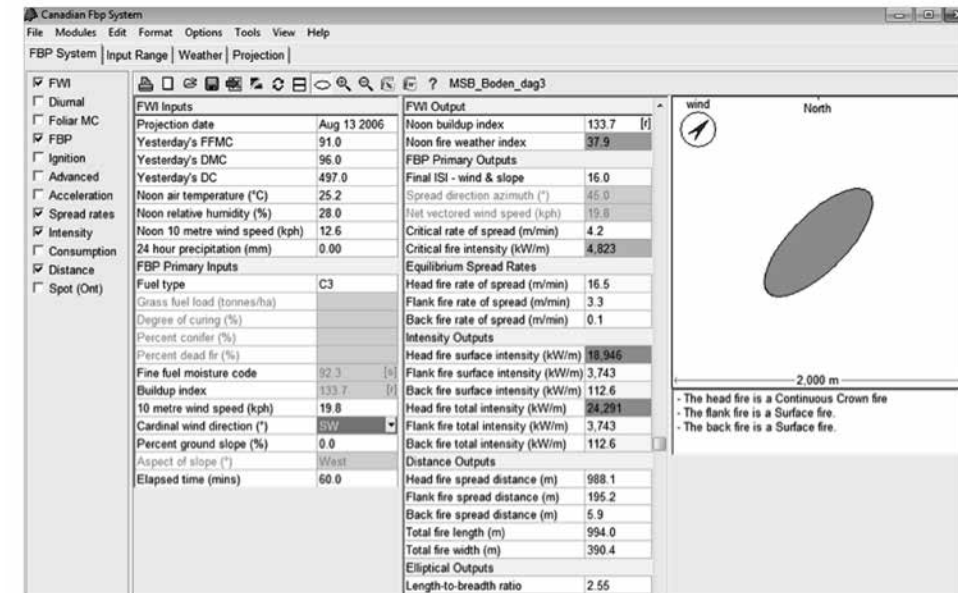 Canadian Fbp System
File Modules Edit Format Options Tools View Help
FBP System Input Range Weather Projection
FWI
Diurnal
Foliar MC
FBP
Ignition
Advanced
Acceleration
Spread rates
Intensity
Consumption
Distance
Spot (Ont)
? MSB_Boden_dag3
FWI Inputs
Projection date Aug 13 2006
Yesterday's FFMC 91.0
Yesterday's DMC 96.0
Yesterday's DC 497.0
Noon air temperature (°C) 25.2
Noon relative humidity (%) 28.0
Noon 10 metre wind speed (kph) 12.6
24 hour precipitation (mm) 0.00
FBP Primary Inputs
Fuel type C3
Grass fuel load (tonnes/ha)
Degree of curing (%)
Percent conifer (%)
Percent dead fir (%)
Fine fuel moisture code 92.3 [s]
Buildup index 133.7 [r]
10 metre wind speed (kph) 19.8
Cardinal wind direction (°) SW
Percent ground slope (%) 0.0
Aspect of slope (°) West
Elapsed time (mins) 60.0
FWI Output
Noon buildup index 133.7 [r]
Noon fire weather index 37.9
FBP Primary Outputs
Final ISI - wind & slope 16.0
Spread direction azimuth (°) 45.0
Net vectored wind speed (kph) 19.8
Critical rate of spread (m/min) 4.2
Critical fire intensity (kW/m) 4,823
Equilibrium Spread Rates
Head fire rate of spread (m/min) 16.5
Flank fire rate of spread (m/min) 3.3
Back fire rate of spread (m/min) 0.1
Intensity Outputs
Head fire surface intensity (kW/m) 18,946
Flank fire surface intensity (kW/m) 3,743
Back fire surface intensity (kW/m) 112.6
Head fire total intensity (kW/m) 24,291
Flank fire total intensity (kW/m) 3,743
Back fire total intensity (kW/m) 112.6
Distance Outputs
Head fire spread distance (m) 988.1
Flank fire spread distance (m) 195.2
Back fire spread distance (m) 5.9
Total fire length (m) 994.0
Total fire width (m) 390.4
Elliptical Outputs
Length-to-breadth ratio 2.55
wind North
2,000 m
- The head fire is a Continuous Crown fire
- The flank fire is a Surface fire.
- The back fire is a Surface fire.